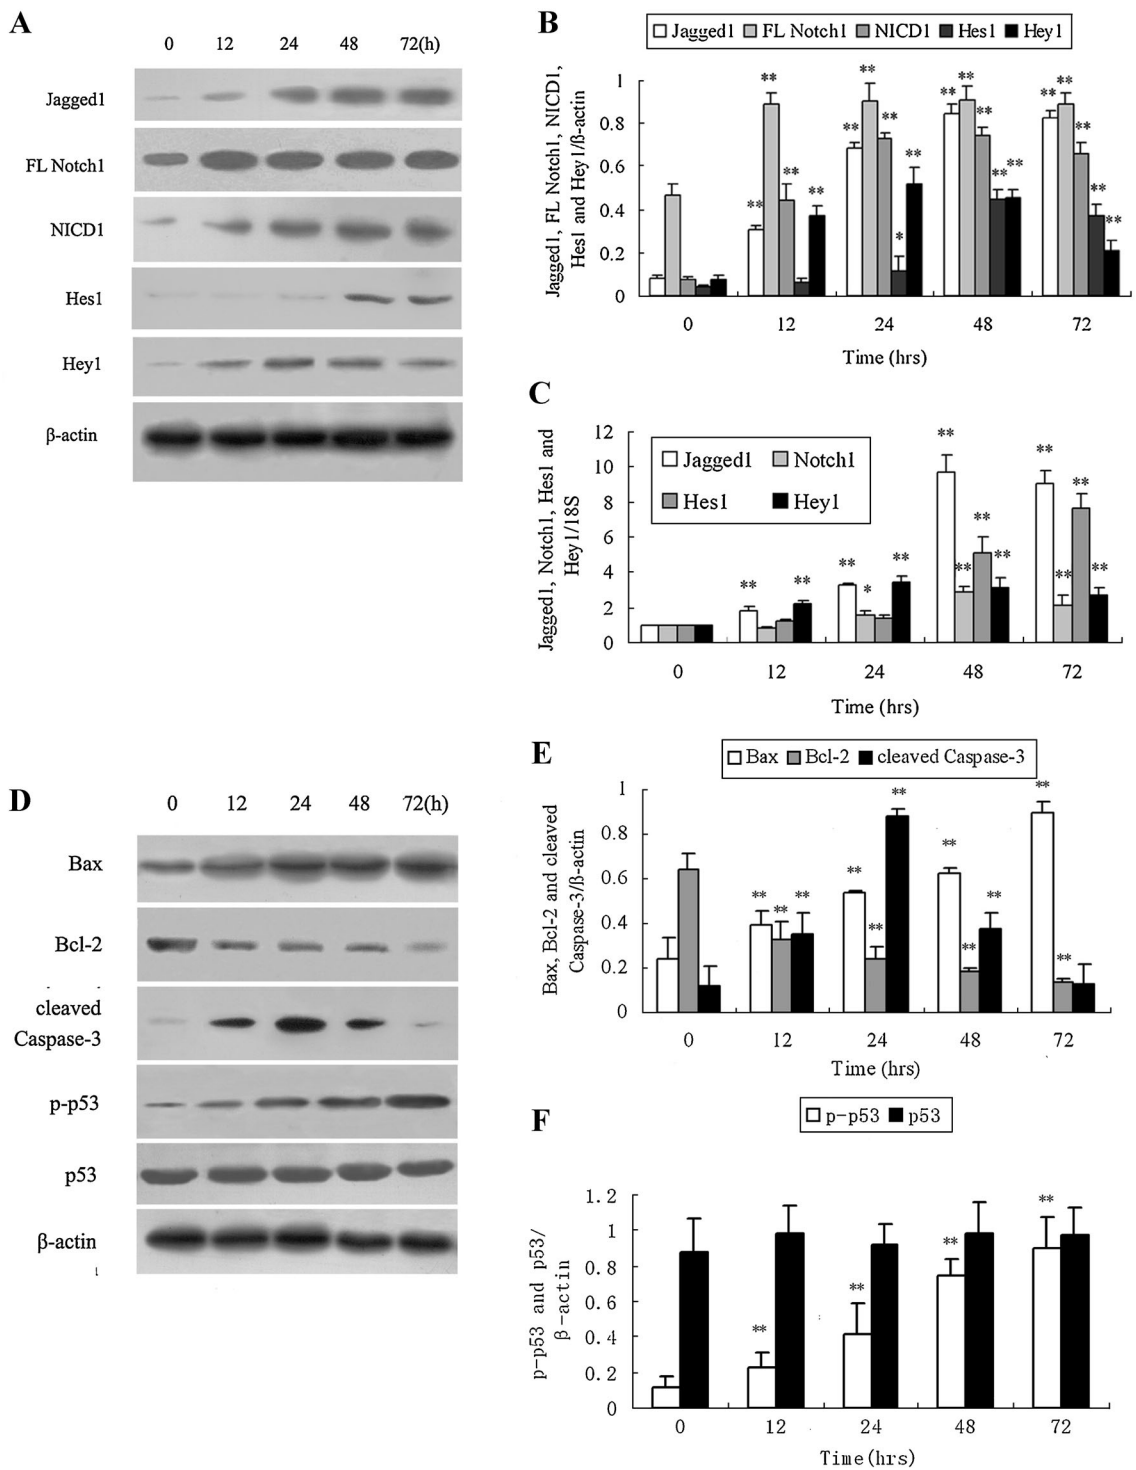 A
0 12 24 48 72(h)
Jagged1
FL Notch1
NICD1
Hes1
Hey1
β-actin
B
Jagged1 FL Notch1 NICD1 Hes1 Hey1
Jagged1, FL Notch1, NICD1,
Hes1 and Hey1/ß-actin
1
0.8
0.6
0.4
0.2
0
** ** ** **
** ** ** * **
** ** ** ** **
** ** ** ** **
0 12 24 48 72
Time (hrs)
C
Jagged1 Notch1
Hes1 Hey1
Jagged1, Notch1, Hes1 and
Hey1/18S
12
10
8
6
4
2
0
** **
** * **
** ** ** **
** ** ** **
0 12 24 48 72
Time (hrs)
D
0 12 24 48 72(h)
Bax
Bcl-2
cleaved
Caspase-3
p-p53
p53
β-actin
E
Bax Bcl-2 cleaved Caspase-3
Bax, Bcl-2 and cleaved
Caspase-3/ß-actin
1
0.8
0.6
0.4
0.2
0
** ** **
** ** **
** ** **
** **
0 12 24 48 72
Time (hrs)
F
p-p53 p53
p-p53 and p53/
β-actin
1.2
1
0.8
0.6
0.4
0.2
0
** ** ** **
0 12 24 48 72
Time(hrs)